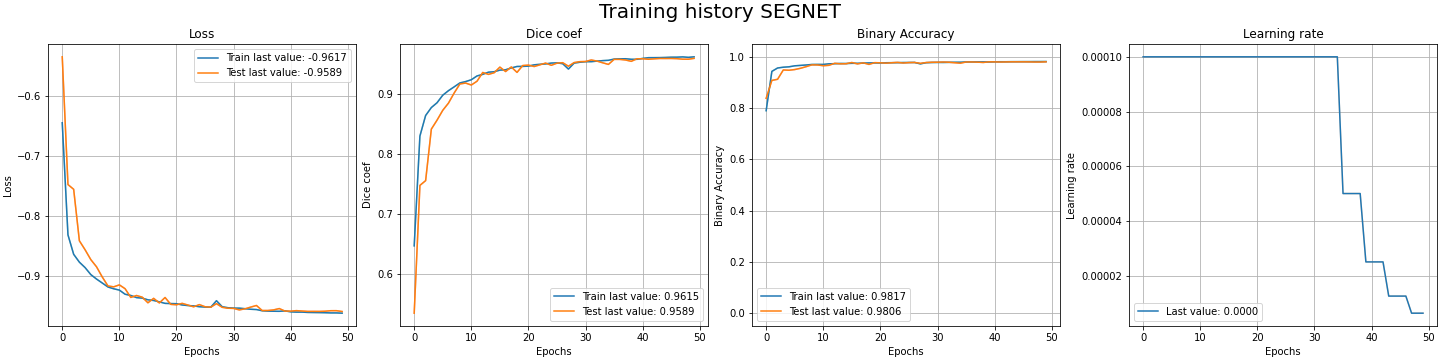 Training history SEGNET
Loss
Train last value: -0.9617
Test last value: -0.9589
−0.6
−0.7
−0.8
−0.9
Loss
0 10 20 30 40 50
Epochs
Dice coef
0.9
0.8
0.7
0.6
Dice coef
Train last value: 0.9615
Test last value: 0.9589
0 10 20 30 40 50
Epochs
Binary Accuracy
1.0
0.8
0.6
0.4
0.2
0.0
Binary Accuracy
Train last value: 0.9817
Test last value: 0.9806
0 10 20 30 40 50
Epochs
Learning rate
0.00010
0.00008
0.00006
0.00004
0.00002
Learning rate
Last value: 0.0000
0 10 20 30 40 50
Epochs